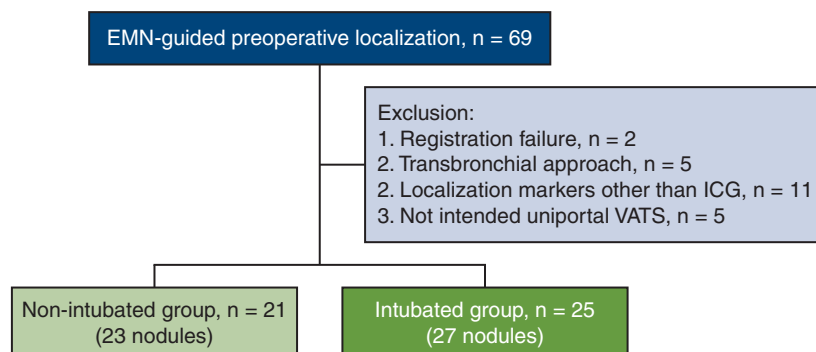 EMN-guided preoperative localization, n = 69
Exclusion:
1. Registration failure, n = 2
2. Transbronchial approach, n = 5
2. Localization markers other than ICG, n = 11
3. Not intended uniportal VATS, n = 5
Non-intubated group, n = 21
(23 nodules)
Intubated group, n = 25
(27 nodules)